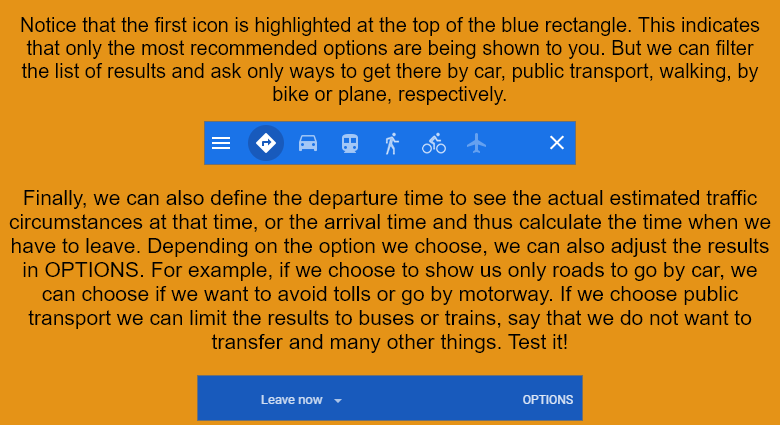 Notice that the first icon is highlighted at the top of the blue rectangle. This indicates
that only the most recommended options are being shown to you. But we can filter
the list of results and ask only ways to get there by car, public transport, walking, by
bike or plane, respectively.
Finally, we can also define the departure time to see the actual estimated traffic
circumstances at that time, or the arrival time and thus calculate the time when we
have to leave. Depending on the option we choose, we can also adjust the results
in OPTIONS. For example, if we choose to show us only roads to go by car, we
can choose if we want to avoid tolls or go by motorway. If we choose public
transport we can limit the results to buses or trains, say that we do not want to
transfer and many other things. Test it!
Leave now OPTIONS